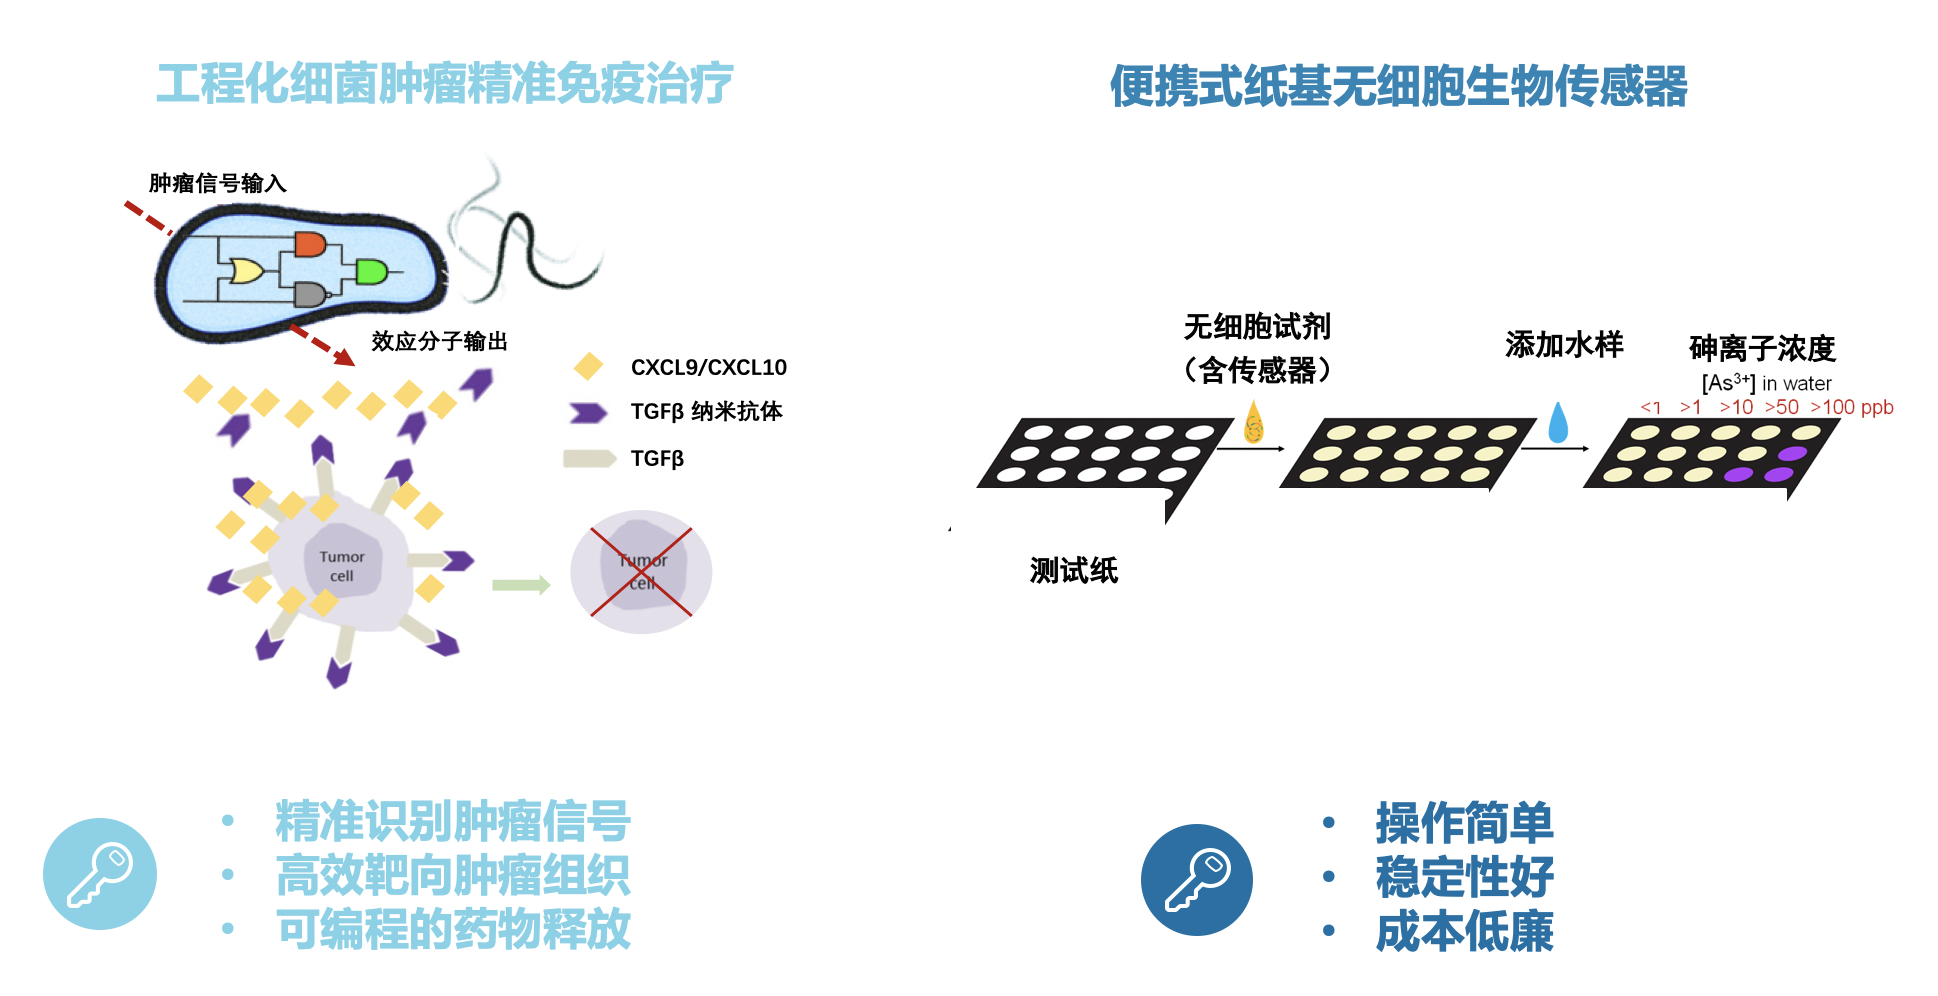 工程化细菌肿瘤精准免疫治疗
肿瘤信号输入
效应分子输出
CXCL9/CXCL10
TGFβ 纳米抗体
TGFβ
Tumor
cell
Tumor
cell
• 精准识别肿瘤信号
• 高效靶向肿瘤组织
• 可编程的药物释放
便携式纸基无细胞生物传感器
无细胞试剂
（含传感器）
添加水样
砷离子浓度
[As³⁺] in water
<1 >1 >10 >50 >100 ppb
测试纸
• 操作简单
• 稳定性好
• 成本低廉